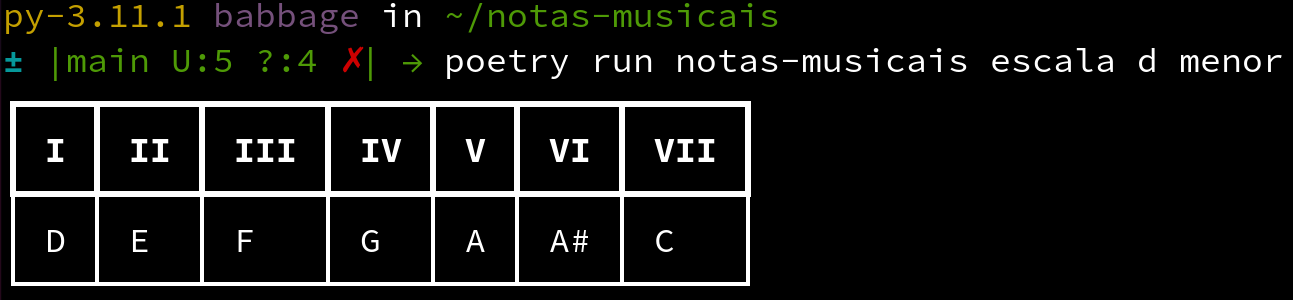 py-3.11.1 babbage in ~/notas-musicais
± |main U:5 ?:4 ✗| → poetry run notas-musicais escala d menor
I II III IV V VI VII
D E F G A A# C